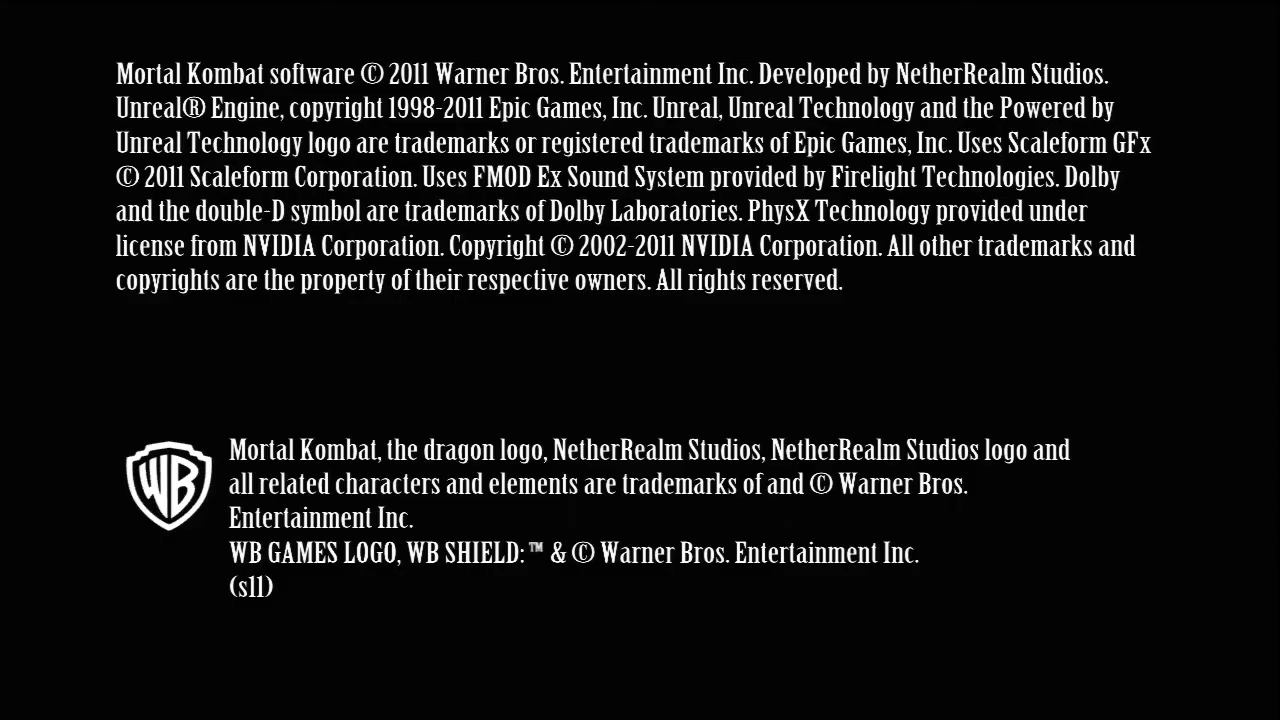 Mortal Kombat software © 2011 Warner Bros. Entertainment Inc. Developed by NetherRealm Studios.
Unreal® Engine, copyright 1998-2011 Epic Games, Inc. Unreal, Unreal Technology and the Powered by
Unreal Technology logo are trademarks or registered trademarks of Epic Games, Inc. Uses Scaleform GFx
© 2011 Scaleform Corporation. Uses FMOD Ex Sound System provided by Firelight Technologies. Dolby
and the double-D symbol are trademarks of Dolby Laboratories. PhysX Technology provided under
license from NVIDIA Corporation. Copyright © 2002-2011 NVIDIA Corporation. All other trademarks and
copyrights are the property of their respective owners. All rights reserved.
WB
Mortal Kombat, the dragon logo, NetherRealm Studios, NetherRealm Studios logo and
all related characters and elements are trademarks of and © Warner Bros.
Entertainment Inc.
WB GAMES LOGO, WB SHIELD: ™ & © Warner Bros. Entertainment Inc.
(s11)